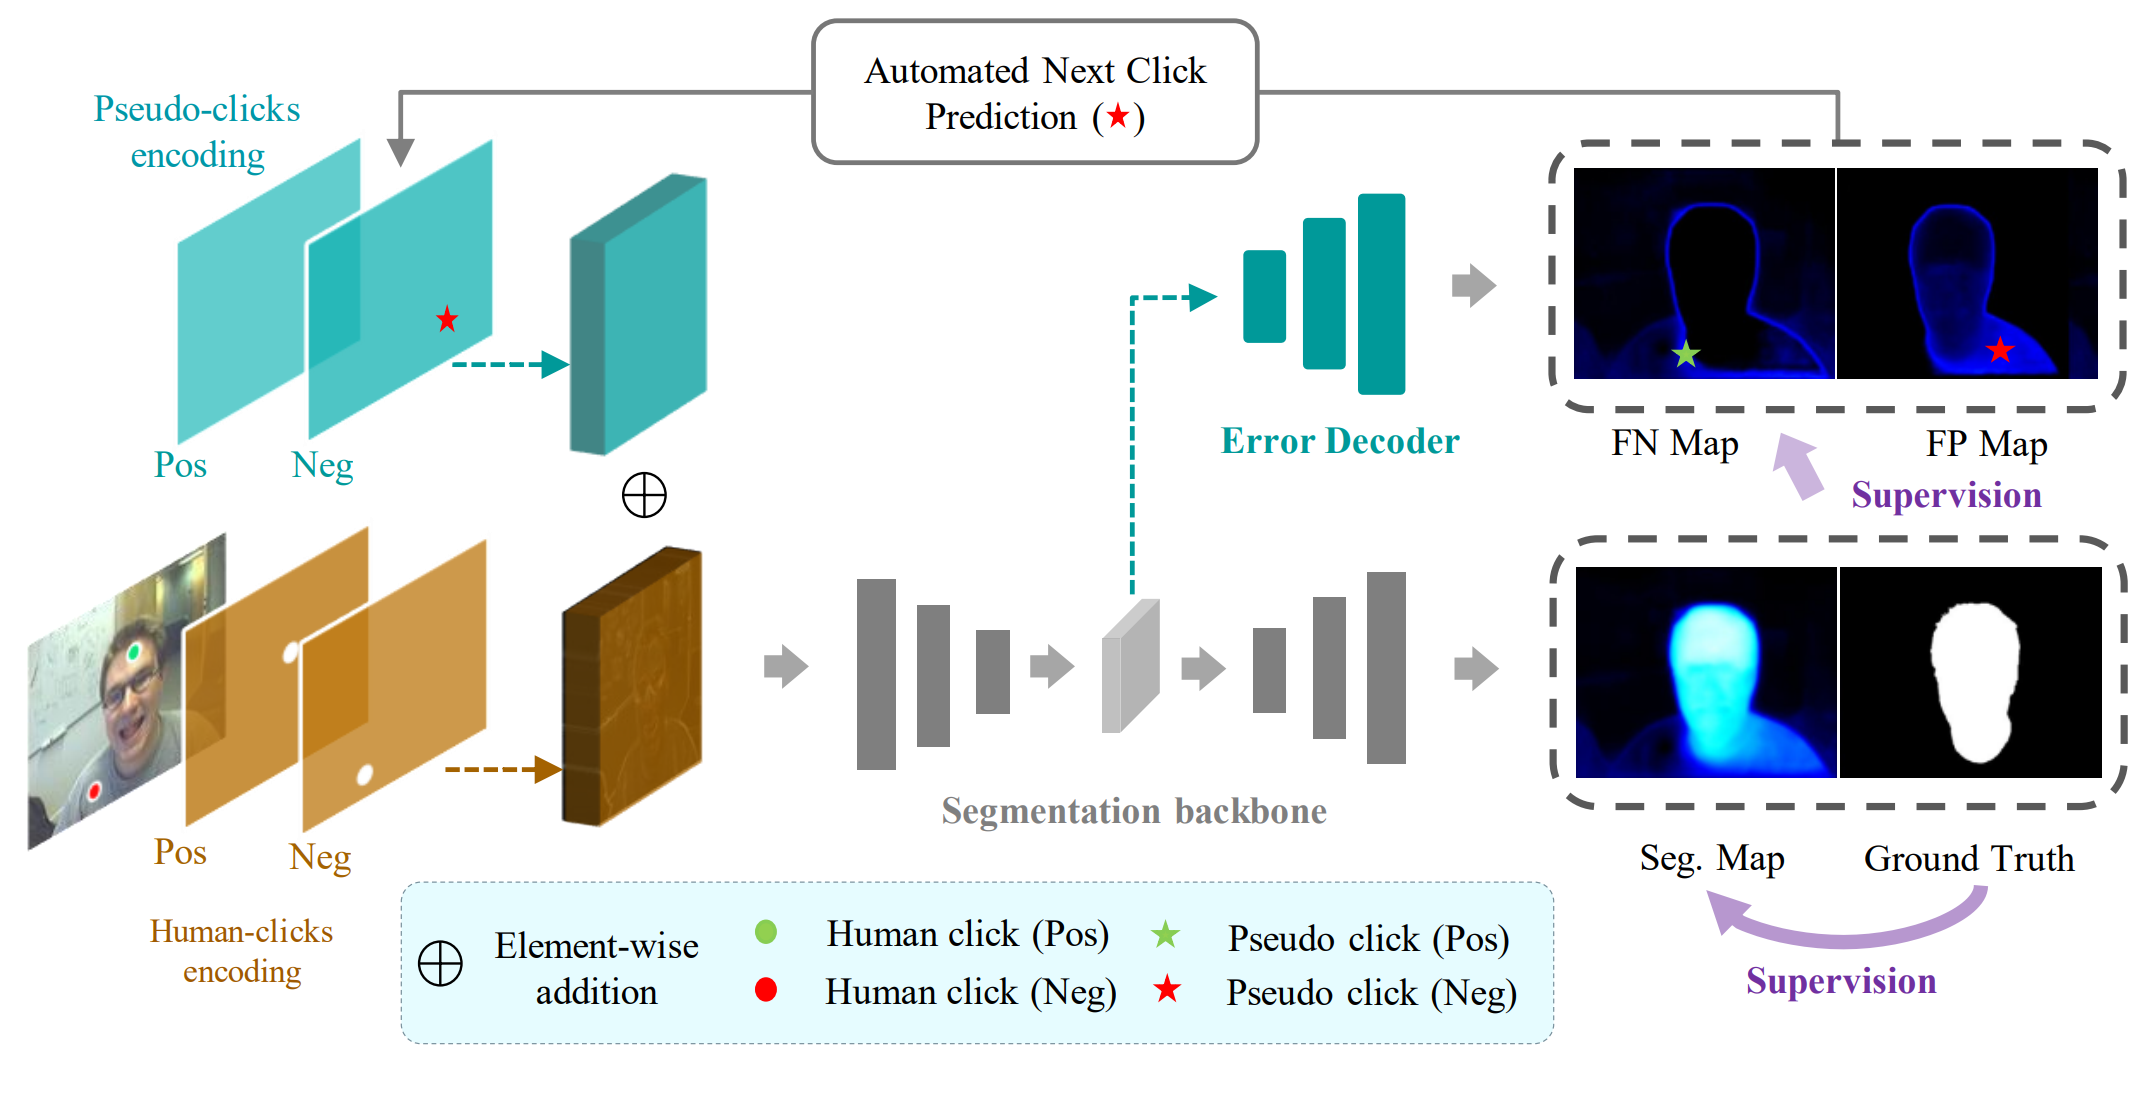 Automated Next Click
Prediction (★)
Pseudo-clicks
encoding
Pos
Neg
Error Decoder
FN Map
FP Map
Supervision
Pos
Neg
Human-clicks
encoding
Segmentation backbone
Seg. Map
Ground Truth
Supervision
Element-wise
addition
Human click (Pos)
Human click (Neg)
Pseudo click (Pos)
Pseudo click (Neg)